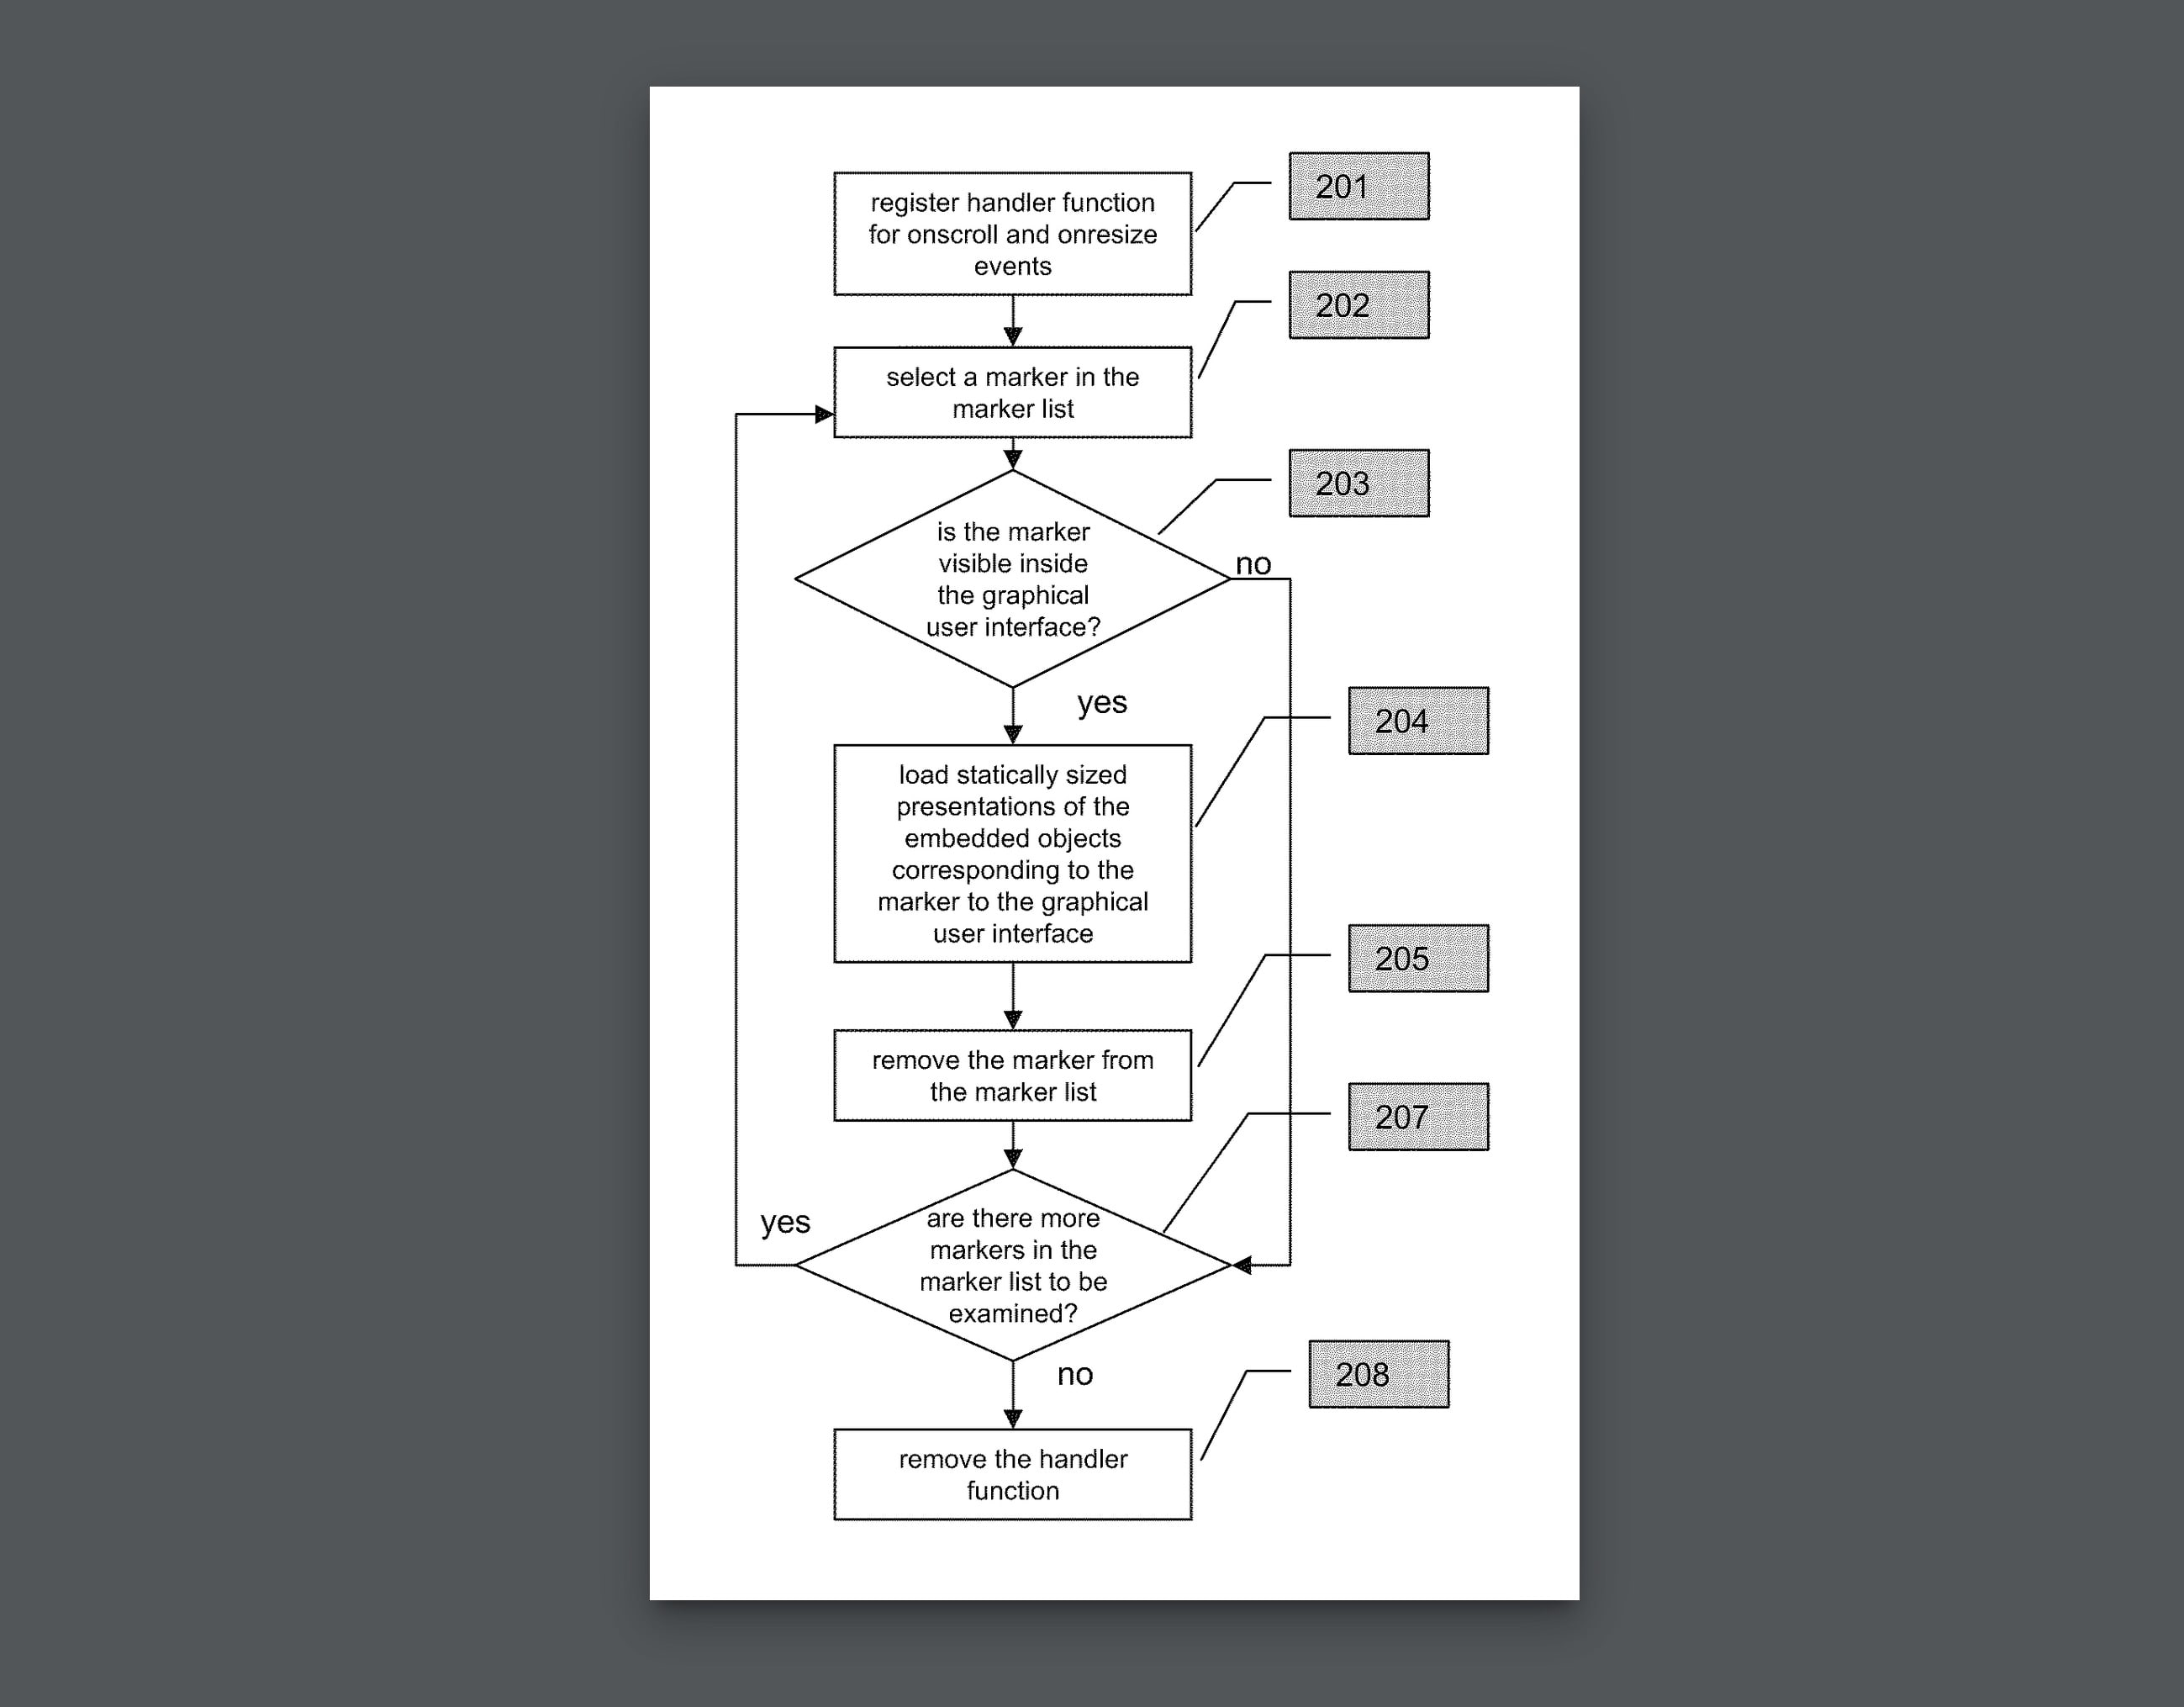 register handler function
for onscroll and onresize
events
201
202
select a marker in the
marker list
203
is the marker
visible inside
the graphical
user interface?
no
yes
204
load statically sized
presentations of the
embedded objects
corresponding to the
marker to the graphical
user interface
205
remove the marker from
the marker list
207
yes
are there more
markers in the
marker list to be
examined?
no
208
remove the handler
function